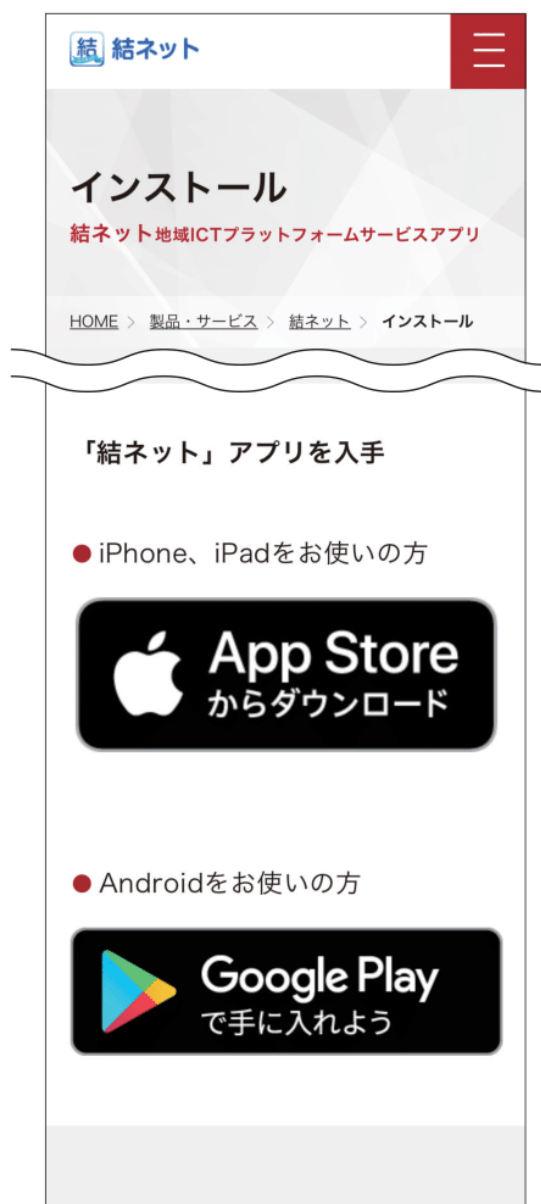 結 結ネット
インストール
結ネット地域ICTプラットフォームサービスアプリ
HOME > 製品・サービス > 結ネット > インストール
「結ネット」アプリを入手
● iPhone、iPadをお使いの方
App Store
からダウンロード
● Androidをお使いの方
Google Play
で手に入れよう